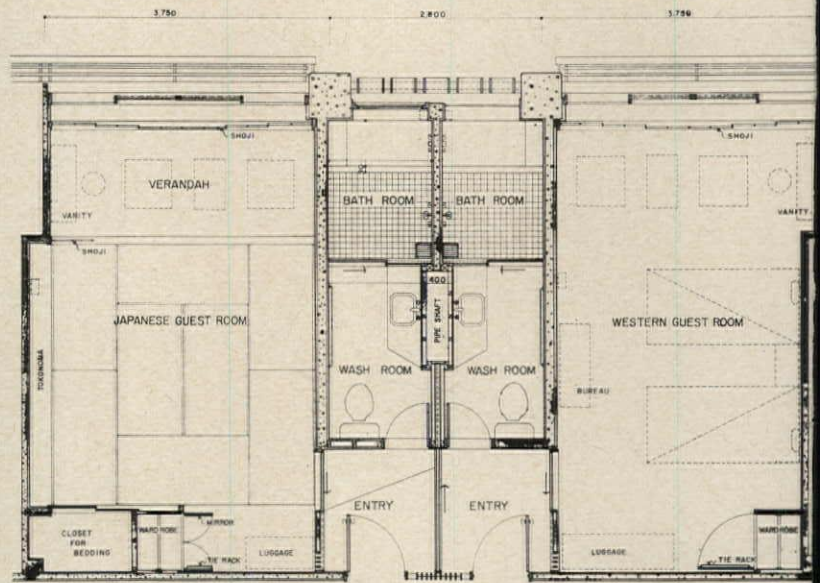 3,750
2,800
3,750
SHOJI
SHOJI
VERANDAH
BATH ROOM
BATH ROOM
VANITY
VANITY
SHOJI
400
PIPE SHAFT
JAPANESE GUEST ROOM
WESTERN GUEST ROOM
TOKONOMA
WASH ROOM
WASH ROOM
BUREAU
ENTRY
ENTRY
CLOSET
FOR
BEDDING
WARDROBE
MIRROR
TIE RACK
LUGGAGE
LUGGAGE
TIE RACK
WARDROBE